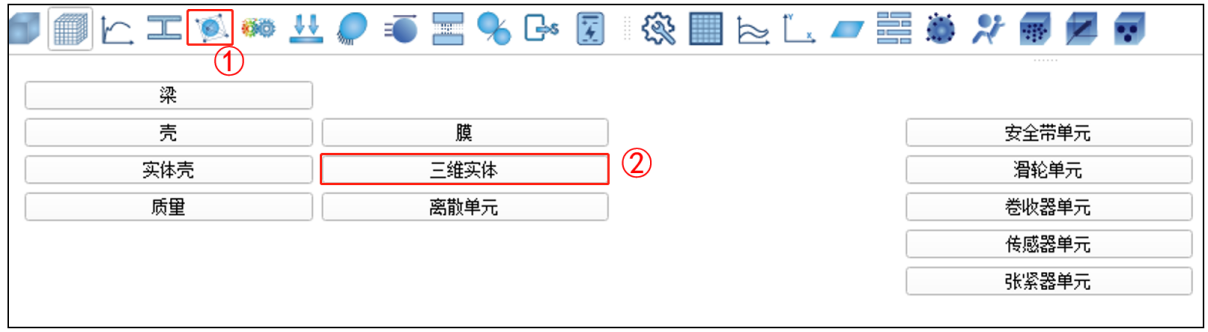 ①
梁
壳
膜
安全带单元
实体壳
三维实体
②
滑轮单元
质量
离散单元
卷收器单元
传感器单元
张紧器单元